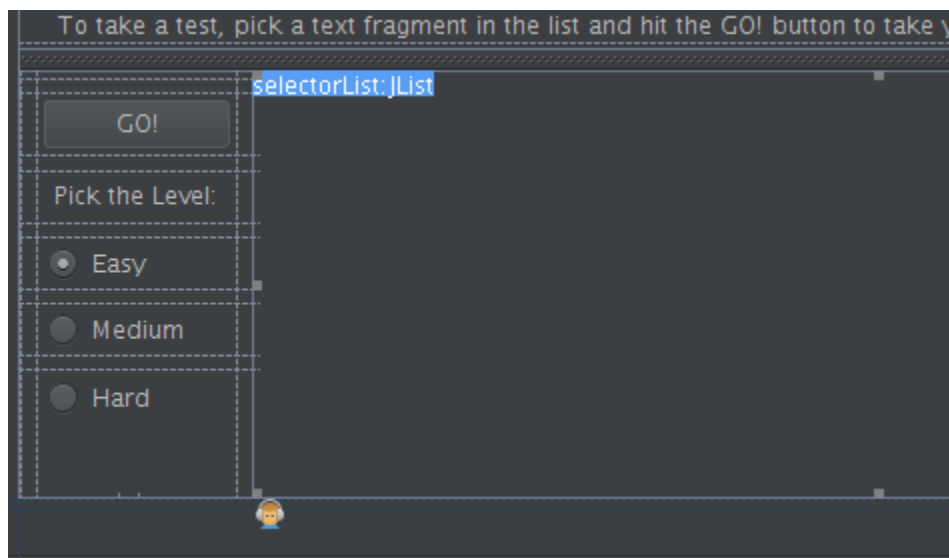 To take a test, pick a text fragment in the list and hit the GO! button to take
selectorList:JList
GO!
Pick the Level:
Easy
Medium
Hard